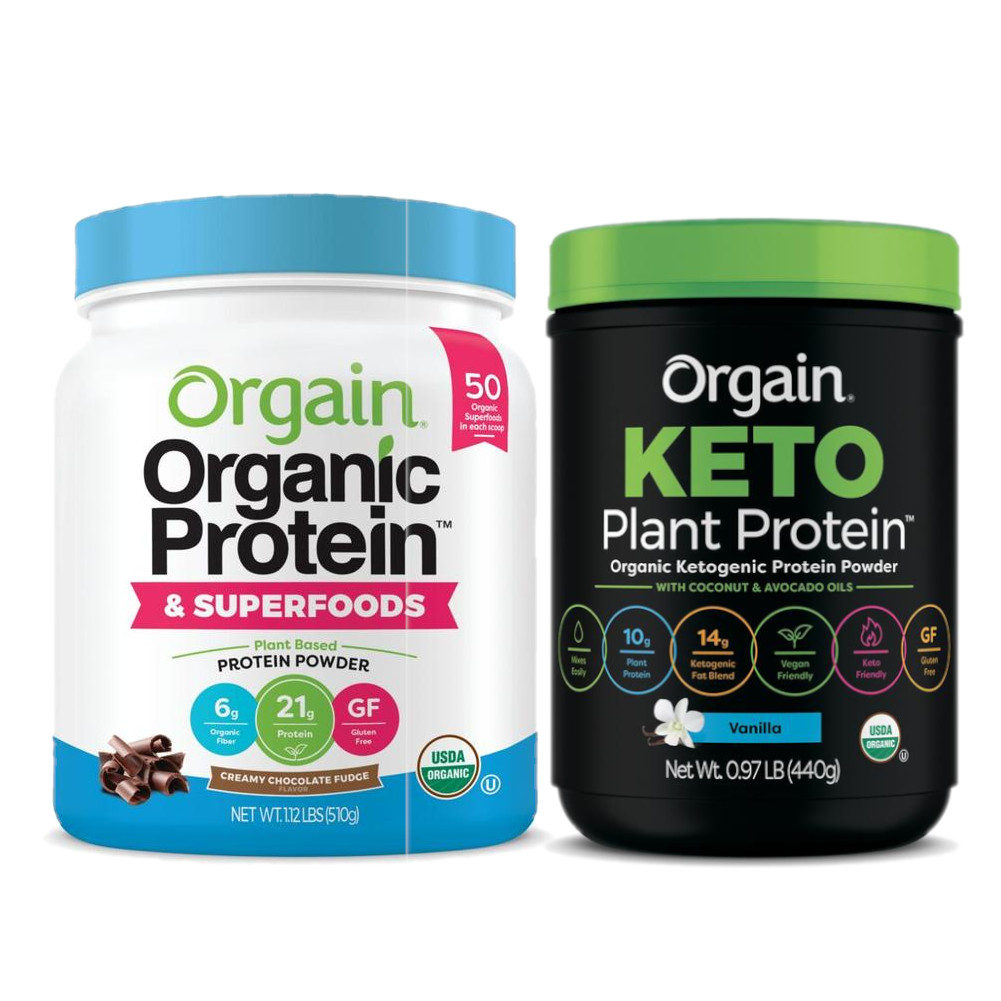 Orgain®
50
Organic
Superfoods
in each scoop
Organic
Protein™
& SUPERFOODS
Plant Based
PROTEIN POWDER
6g
Organic
Fiber
21g
Protein
GF
Gluten
Free
CREAMY CHOCOLATE FUDGE
FLAVOR
USDA
ORGANIC
U
NET WT. 1.12 LBS (510g)
Orgain®
KETO
Plant Protein™
Organic Ketogenic Protein Powder
WITH COCONUT & AVOCADO OILS
Mixes
Easily
10g
Plant
Protein
14g
Ketogenic
Fat Blend
Vegan
Friendly
Keto
Friendly
GF
Gluten
Free
Vanilla
USDA
ORGANIC
U
Net Wt. 0.97 LB (440g)